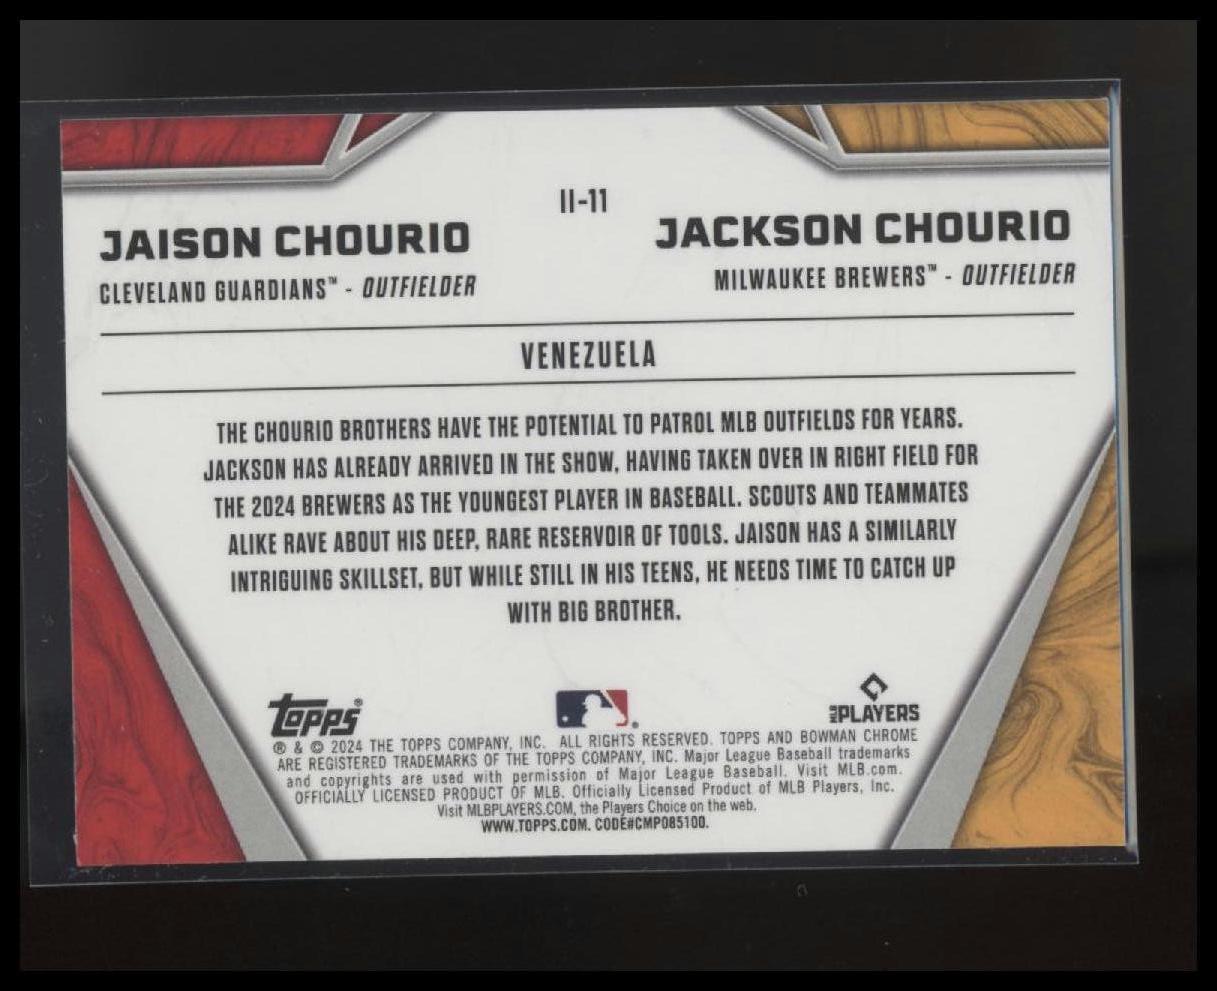 II-11
JAISON CHOURIO
CLEVELAND GUARDIANS™ - OUTFIELDER
JACKSON CHOURIO
MILWAUKEE BREWERS™ - OUTFIELDER
VENEZUELA
THE CHOURIO BROTHERS HAVE THE POTENTIAL TO PATROL MLB OUTFIELDS FOR YEARS.
JACKSON HAS ALREADY ARRIVED IN THE SHOW, HAVING TAKEN OVER IN RIGHT FIELD FOR
THE 2024 BREWERS AS THE YOUNGEST PLAYER IN BASEBALL. SCOUTS AND TEAMMATES
ALIKE RAVE ABOUT HIS DEEP, RARE RESERVOIR OF TOOLS. JAISON HAS A SIMILARLY
INTRIGUING SKILLSET, BUT WHILE STILL IN HIS TEENS, HE NEEDS TIME TO CATCH UP
WITH BIG BROTHER.
Topps®
MLB PLAYERS
® & © 2024 THE TOPPS COMPANY, INC. ALL RIGHTS RESERVED. TOPPS AND BOWMAN CHROME
ARE REGISTERED TRADEMARKS OF THE TOPPS COMPANY, INC. Major League Baseball trademarks
and copyrights are used with permission of Major League Baseball. Visit MLB.com.
OFFICIALLY LICENSED PRODUCT OF MLB. Officially Licensed Product of MLB Players, Inc.
Visit MLBPLAYERS.COM, the Players Choice on the web.
WWW.TOPPS.COM. CODE#CMP085100.